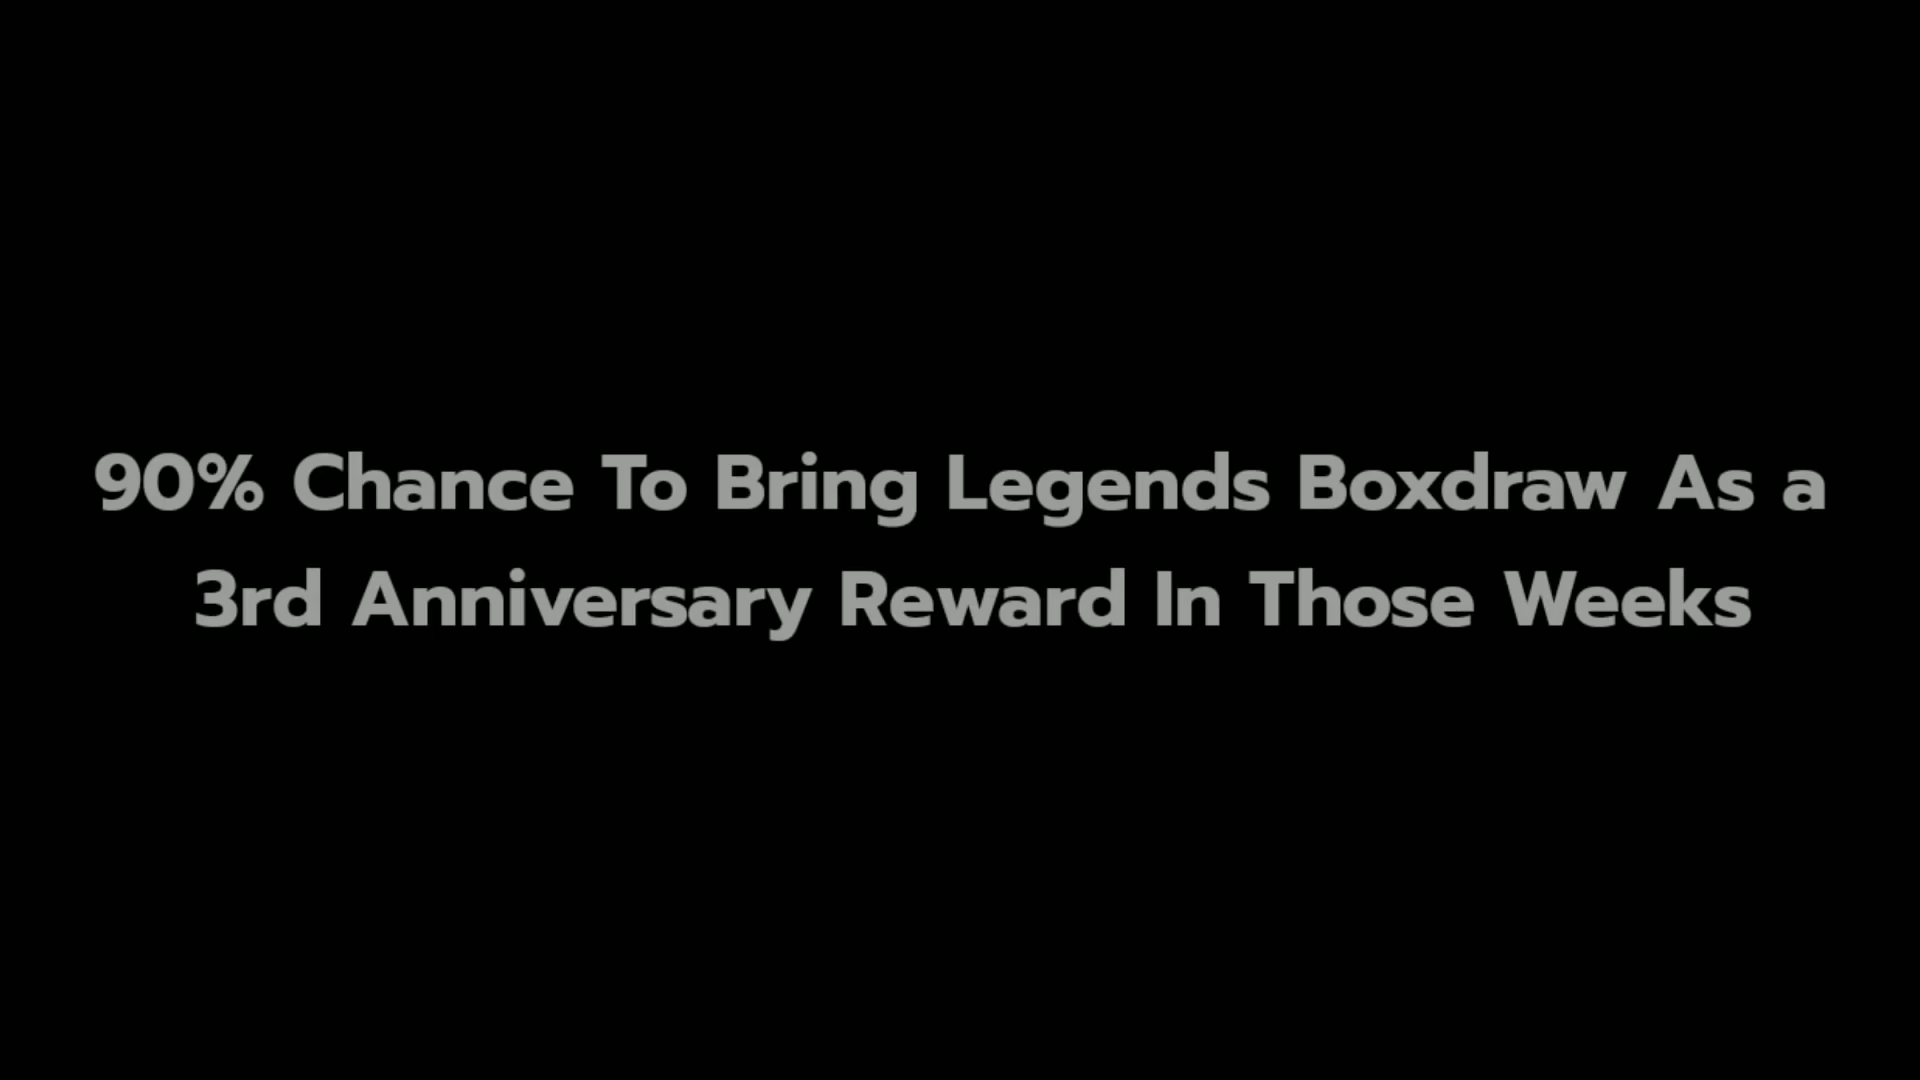 90% Chance To Bring Legends Boxdraw As a
3rd Anniversary Reward In Those Weeks